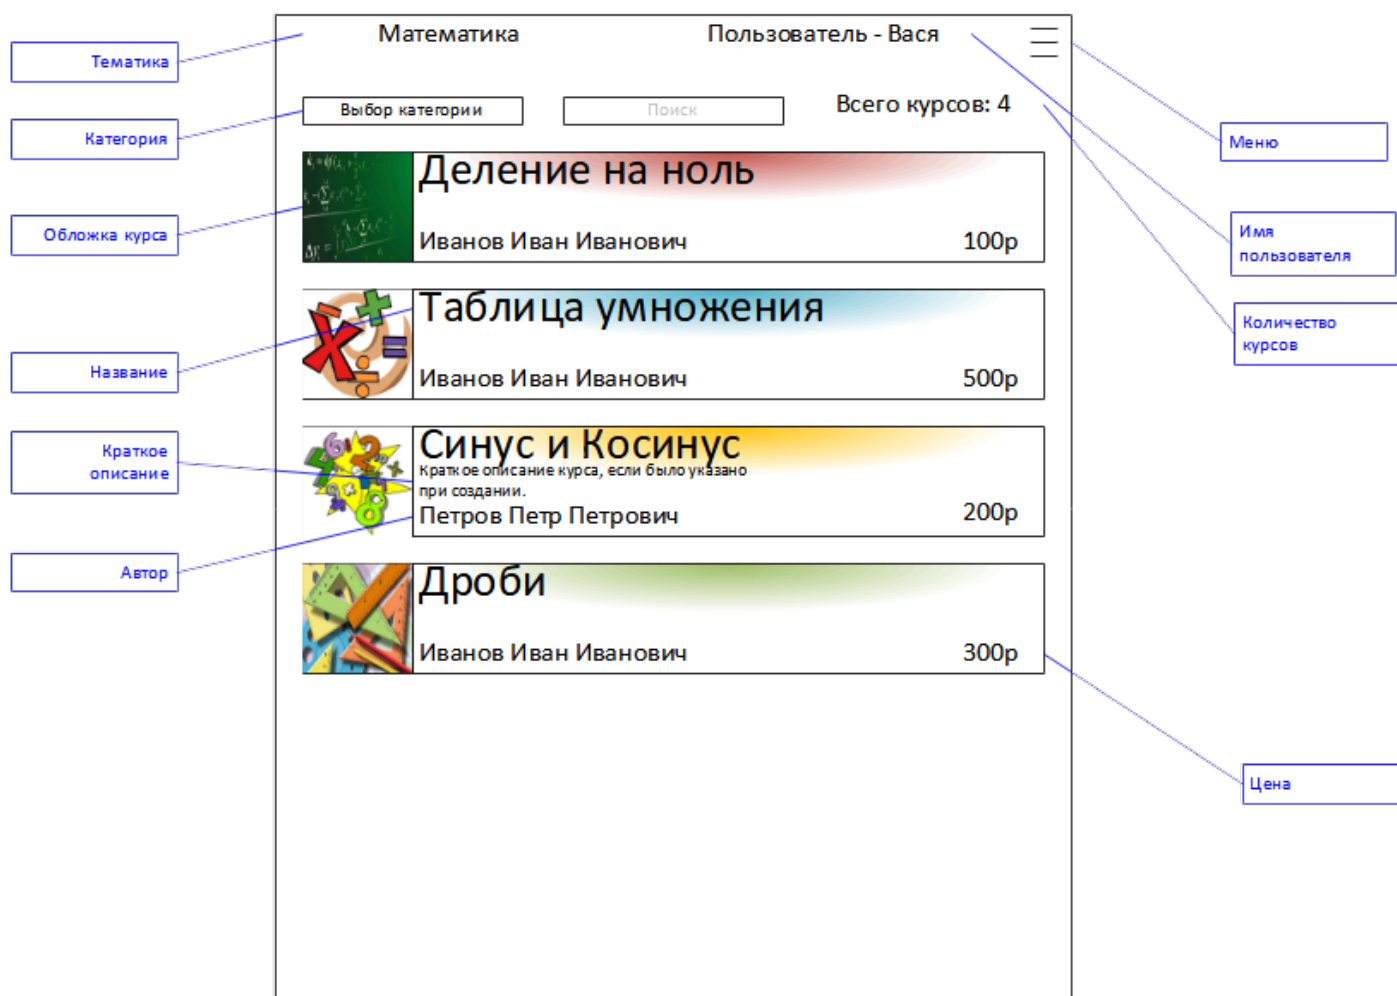 Математика
Пользователь - Вася
Тематика
Выбор категории
Поиск
Всего курсов: 4
Категория
Меню
Деление на ноль
Обложка курса
Иванов Иван Иванович
100р
Имя
пользователя
Таблица умножения
Количество
курсов
Название
Иванов Иван Иванович
500р
Синус и Косинус
Краткое
описание
Краткое описание курса, если было указано
при создании.
Петров Петр Петрович
200р
Автор
Дроби
Иванов Иван Иванович
300р
Цена